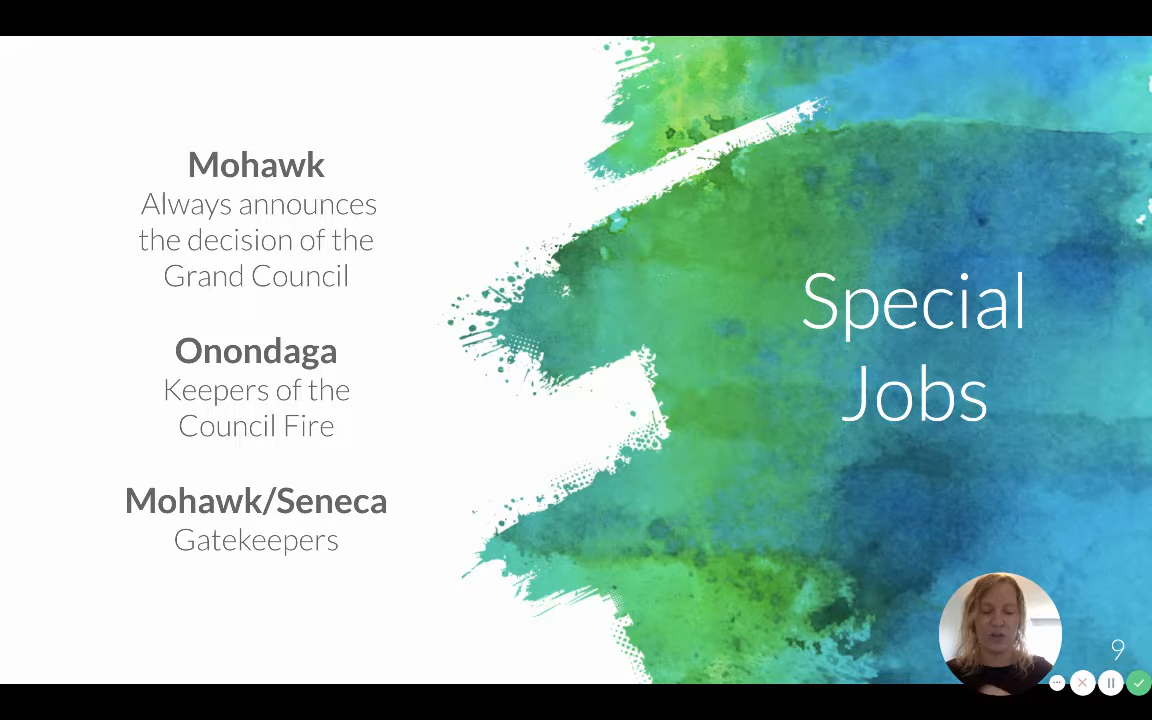 Mohawk
Always announces
the decision of the
Grand Council
Onondaga
Keepers of the
Council Fire
Mohawk/Seneca
Gatekeepers
Special
Jobs
9